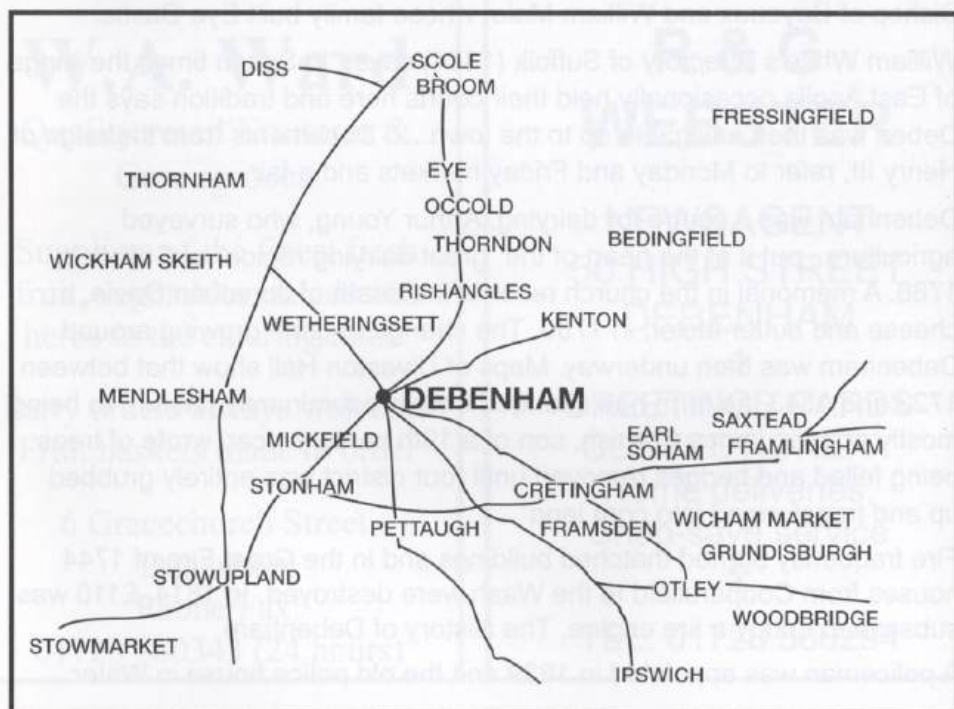 DISS
SCOLE
BROOM
FRESSINGFIELD
EYE
THORNHAM
OCCOLD
THORNDON
BEDINGFIELD
WICKHAM SKEITH
RISHANGLES
WETHERINGSETT
KENTON
MENDLESHAM
DEBENHAM
SAXTEAD
MICKFIELD
EARL
SOHAM
FRAMLINGHAM
STONHAM
CRETINGHAM
PETTAUGH
FRAMSDEN
WICHAM MARKET
GRUNDISBURGH
STOWUPLAND
OTLEY
WOODBRIDGE
STOWMARKET
IPSWICH